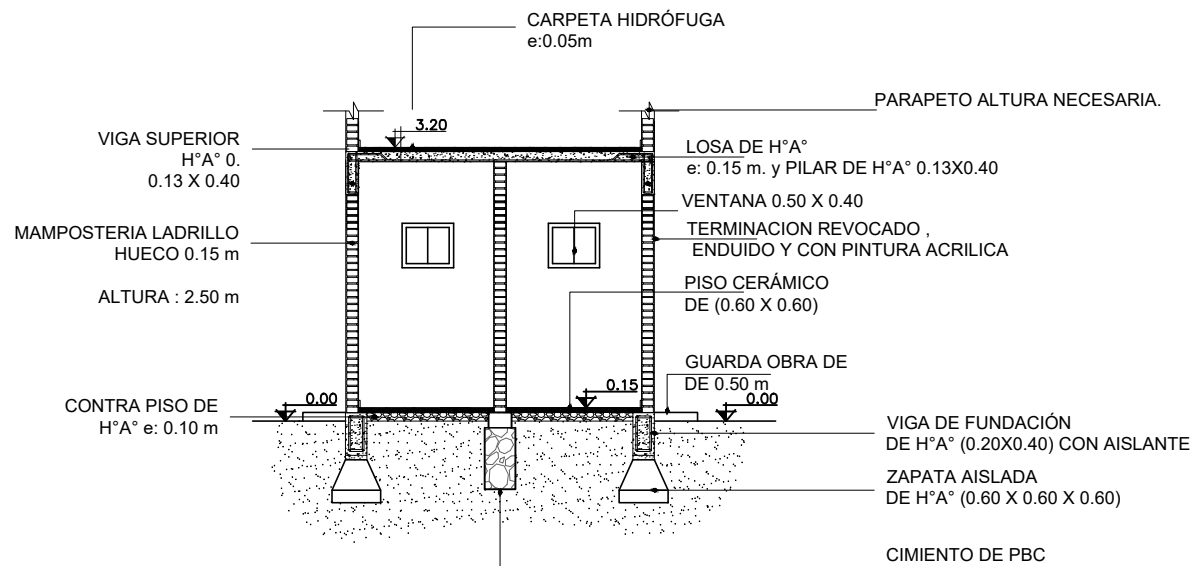 CARPETA HIDRÓFUGA
e:0.05m
PARAPETO ALTURA NECESARIA.
3.20
VIGA SUPERIOR
H°A° 0.
0.13 X 0.40
LOSA DE H°A°
e: 0.15 m. y PILAR DE H°A° 0.13X0.40
VENTANA 0.50 X 0.40
MAMPOSTERIA LADRILLO
HUECO 0.15 m
TERMINACION REVOCADO ,
ENDUIDO Y CON PINTURA ACRILICA
ALTURA : 2.50 m
PISO CERÁMICO
DE (0.60 X 0.60)
GUARDA OBRA DE
DE 0.50 m
0.00
0.15
0.00
CONTRA PISO DE
H°A° e: 0.10 m
VIGA DE FUNDACIÓN
DE H°A° (0.20X0.40) CON AISLANTE
ZAPATA AISLADA
DE H°A° (0.60 X 0.60 X 0.60)
CIMIENTO DE PBC